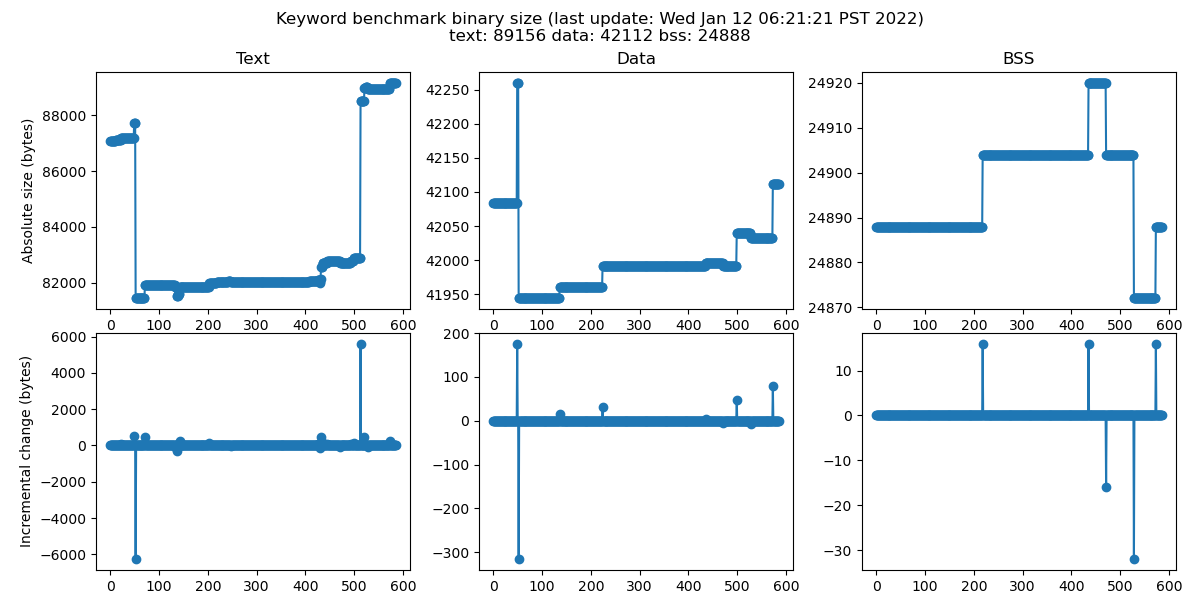 Keyword benchmark binary size (last update: Wed Jan 12 06:21:21 PST 2022)
text: 89156 data: 42112 bss: 24888
Text
Data
BSS
Absolute size (bytes)
88000
86000
84000
82000
0 100 200 300 400 500 600
42250
42200
42150
42100
42050
42000
41950
0 100 200 300 400 500 600
24920
24910
24900
24890
24880
24870
0 100 200 300 400 500 600
Incremental change (bytes)
6000
4000
2000
0
−2000
−4000
−6000
0 100 200 300 400 500 600
200
100
0
−100
−200
−300
0 100 200 300 400 500 600
10
0
−10
−20
−30
0 100 200 300 400 500 600